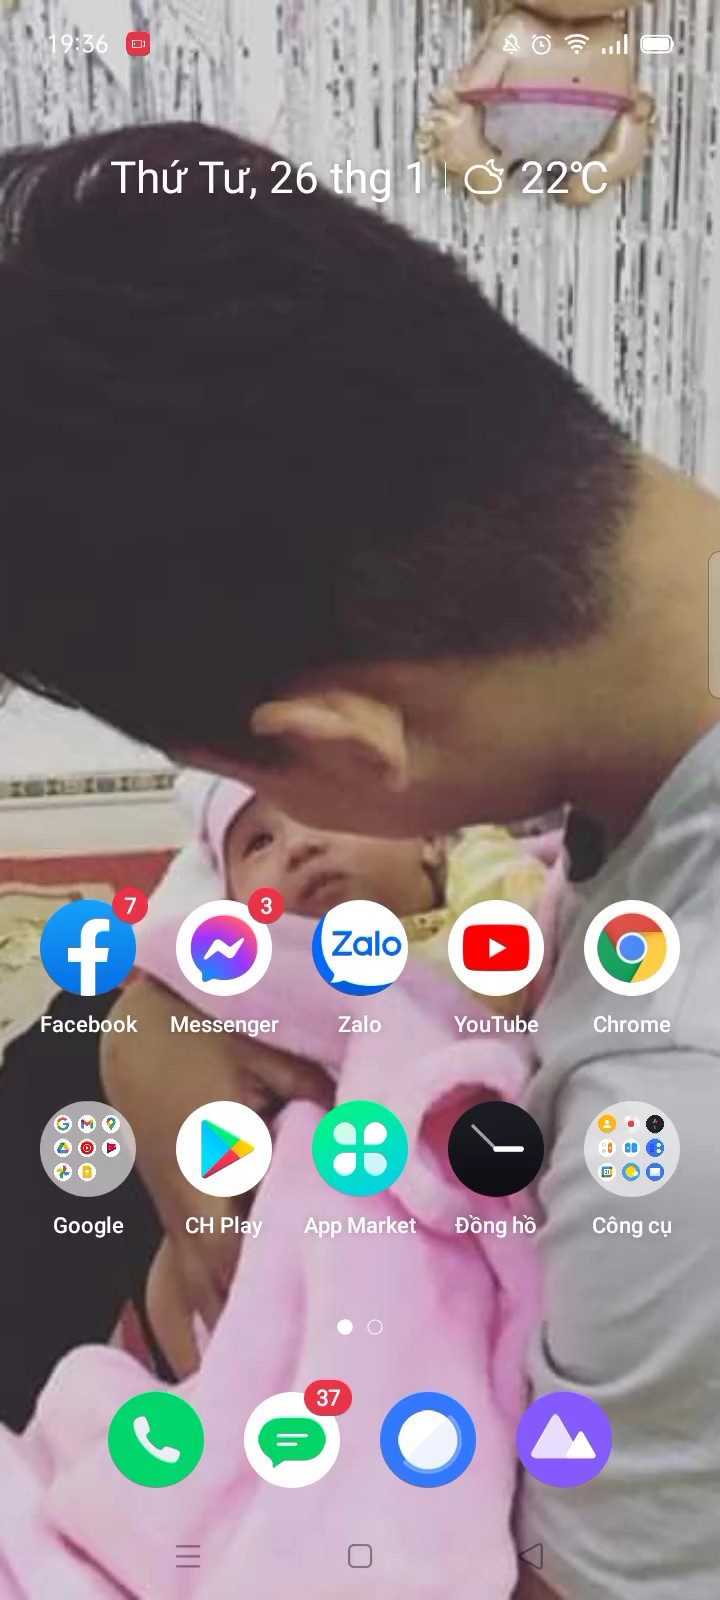 19:36
Thứ Tư, 26 thg 1 | 22°C
7
3
Zalo
Facebook
Messenger
Zalo
YouTube
Chrome
Google
CH Play
App Market
Đồng hồ
Công cụ
37